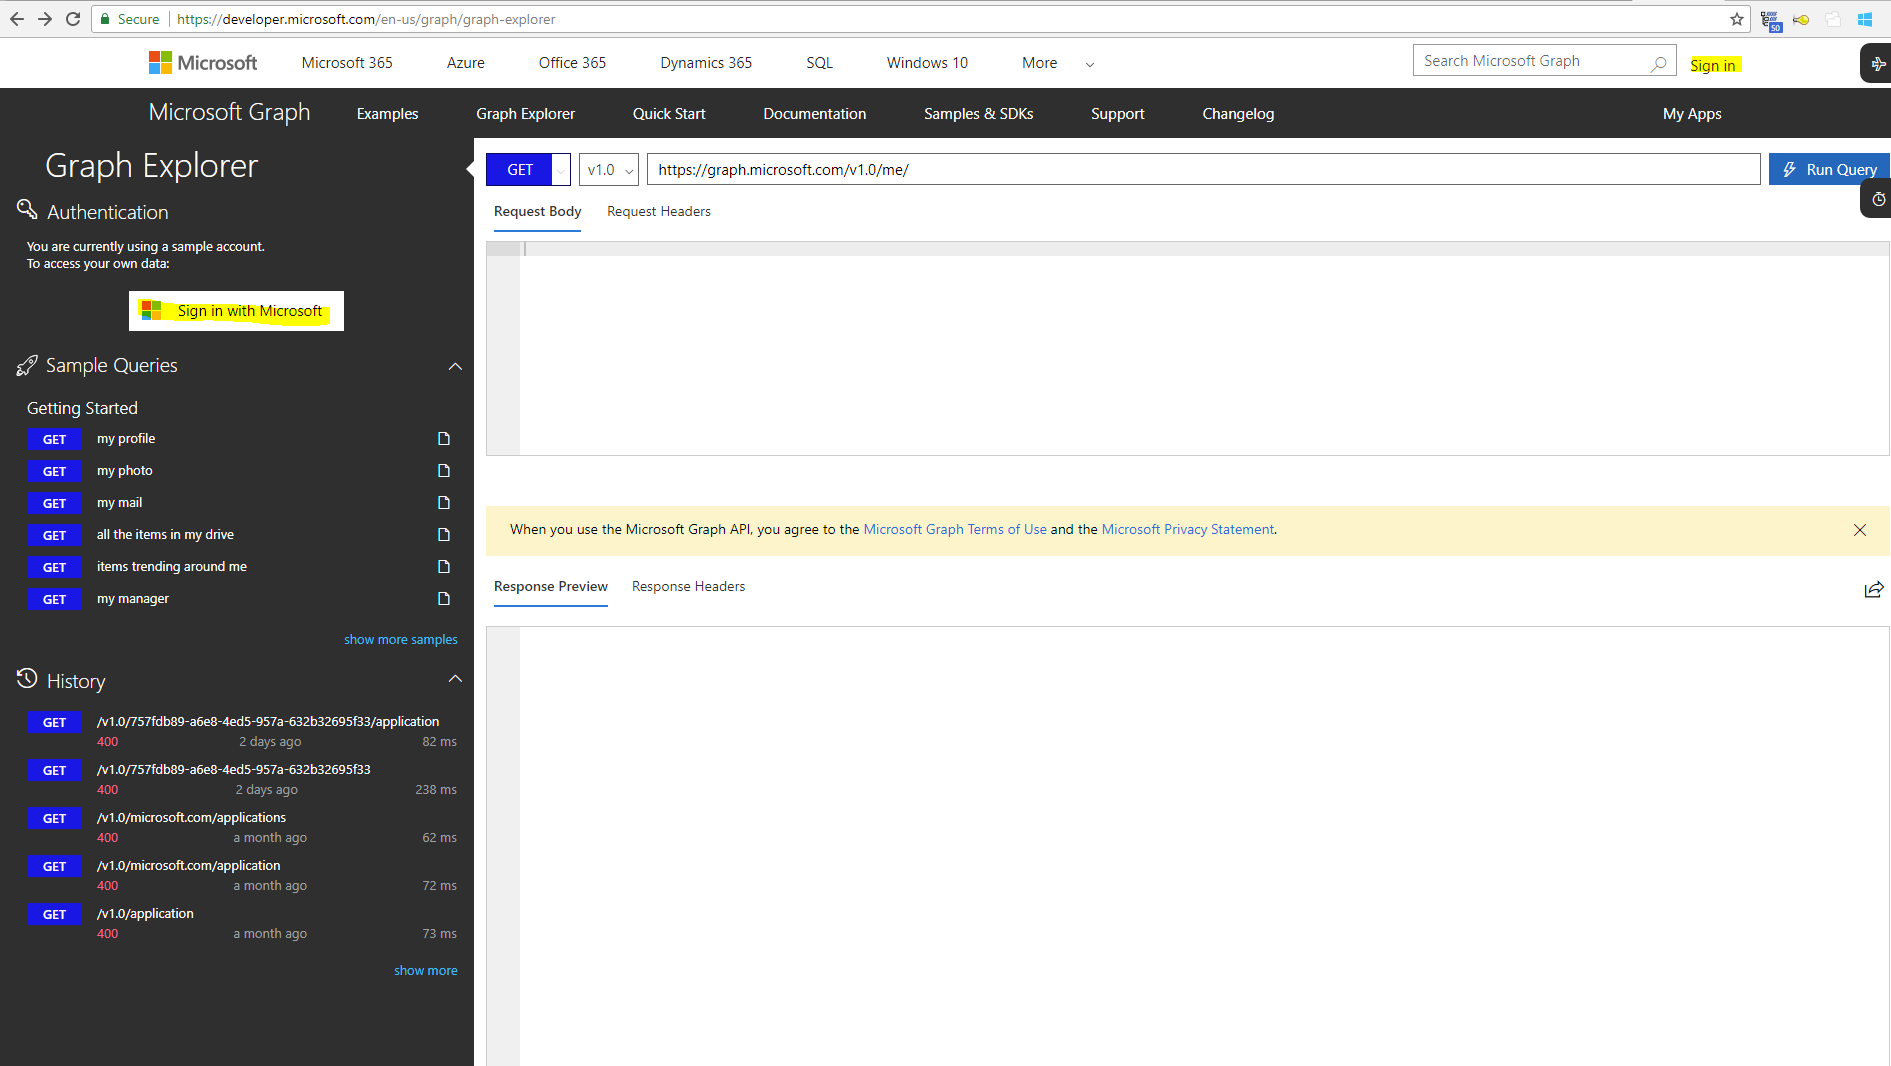 Secure https://developer.microsoft.com/en-us/graph/graph-explorer
50
Microsoft Microsoft 365 Azure Office 365 Dynamics 365 SQL Windows 10 More Search Microsoft Graph Sign in
Microsoft Graph Examples Graph Explorer Quick Start Documentation Samples & SDKs Support Changelog My Apps
Graph Explorer
Authentication
You are currently using a sample account.
To access your own data:
Sign in with Microsoft
Sample Queries
Getting Started
GET my profile
GET my photo
GET my mail
GET all the items in my drive
GET items trending around me
GET my manager
show more samples
History
GET /v1.0/757fdb89-a6e8-4ed5-957a-632b32695f33/application
400 2 days ago 82 ms
GET /v1.0/757fdb89-a6e8-4ed5-957a-632b32695f33
400 2 days ago 238 ms
GET /v1.0/microsoft.com/applications
400 a month ago 62 ms
GET /v1.0/microsoft.com/application
400 a month ago 72 ms
GET /v1.0/application
400 a month ago 73 ms
show more
GET v1.0 https://graph.microsoft.com/v1.0/me/ Run Query
Request Body Request Headers
When you use the Microsoft Graph API, you agree to the Microsoft Graph Terms of Use and the Microsoft Privacy Statement.
Response Preview Response Headers